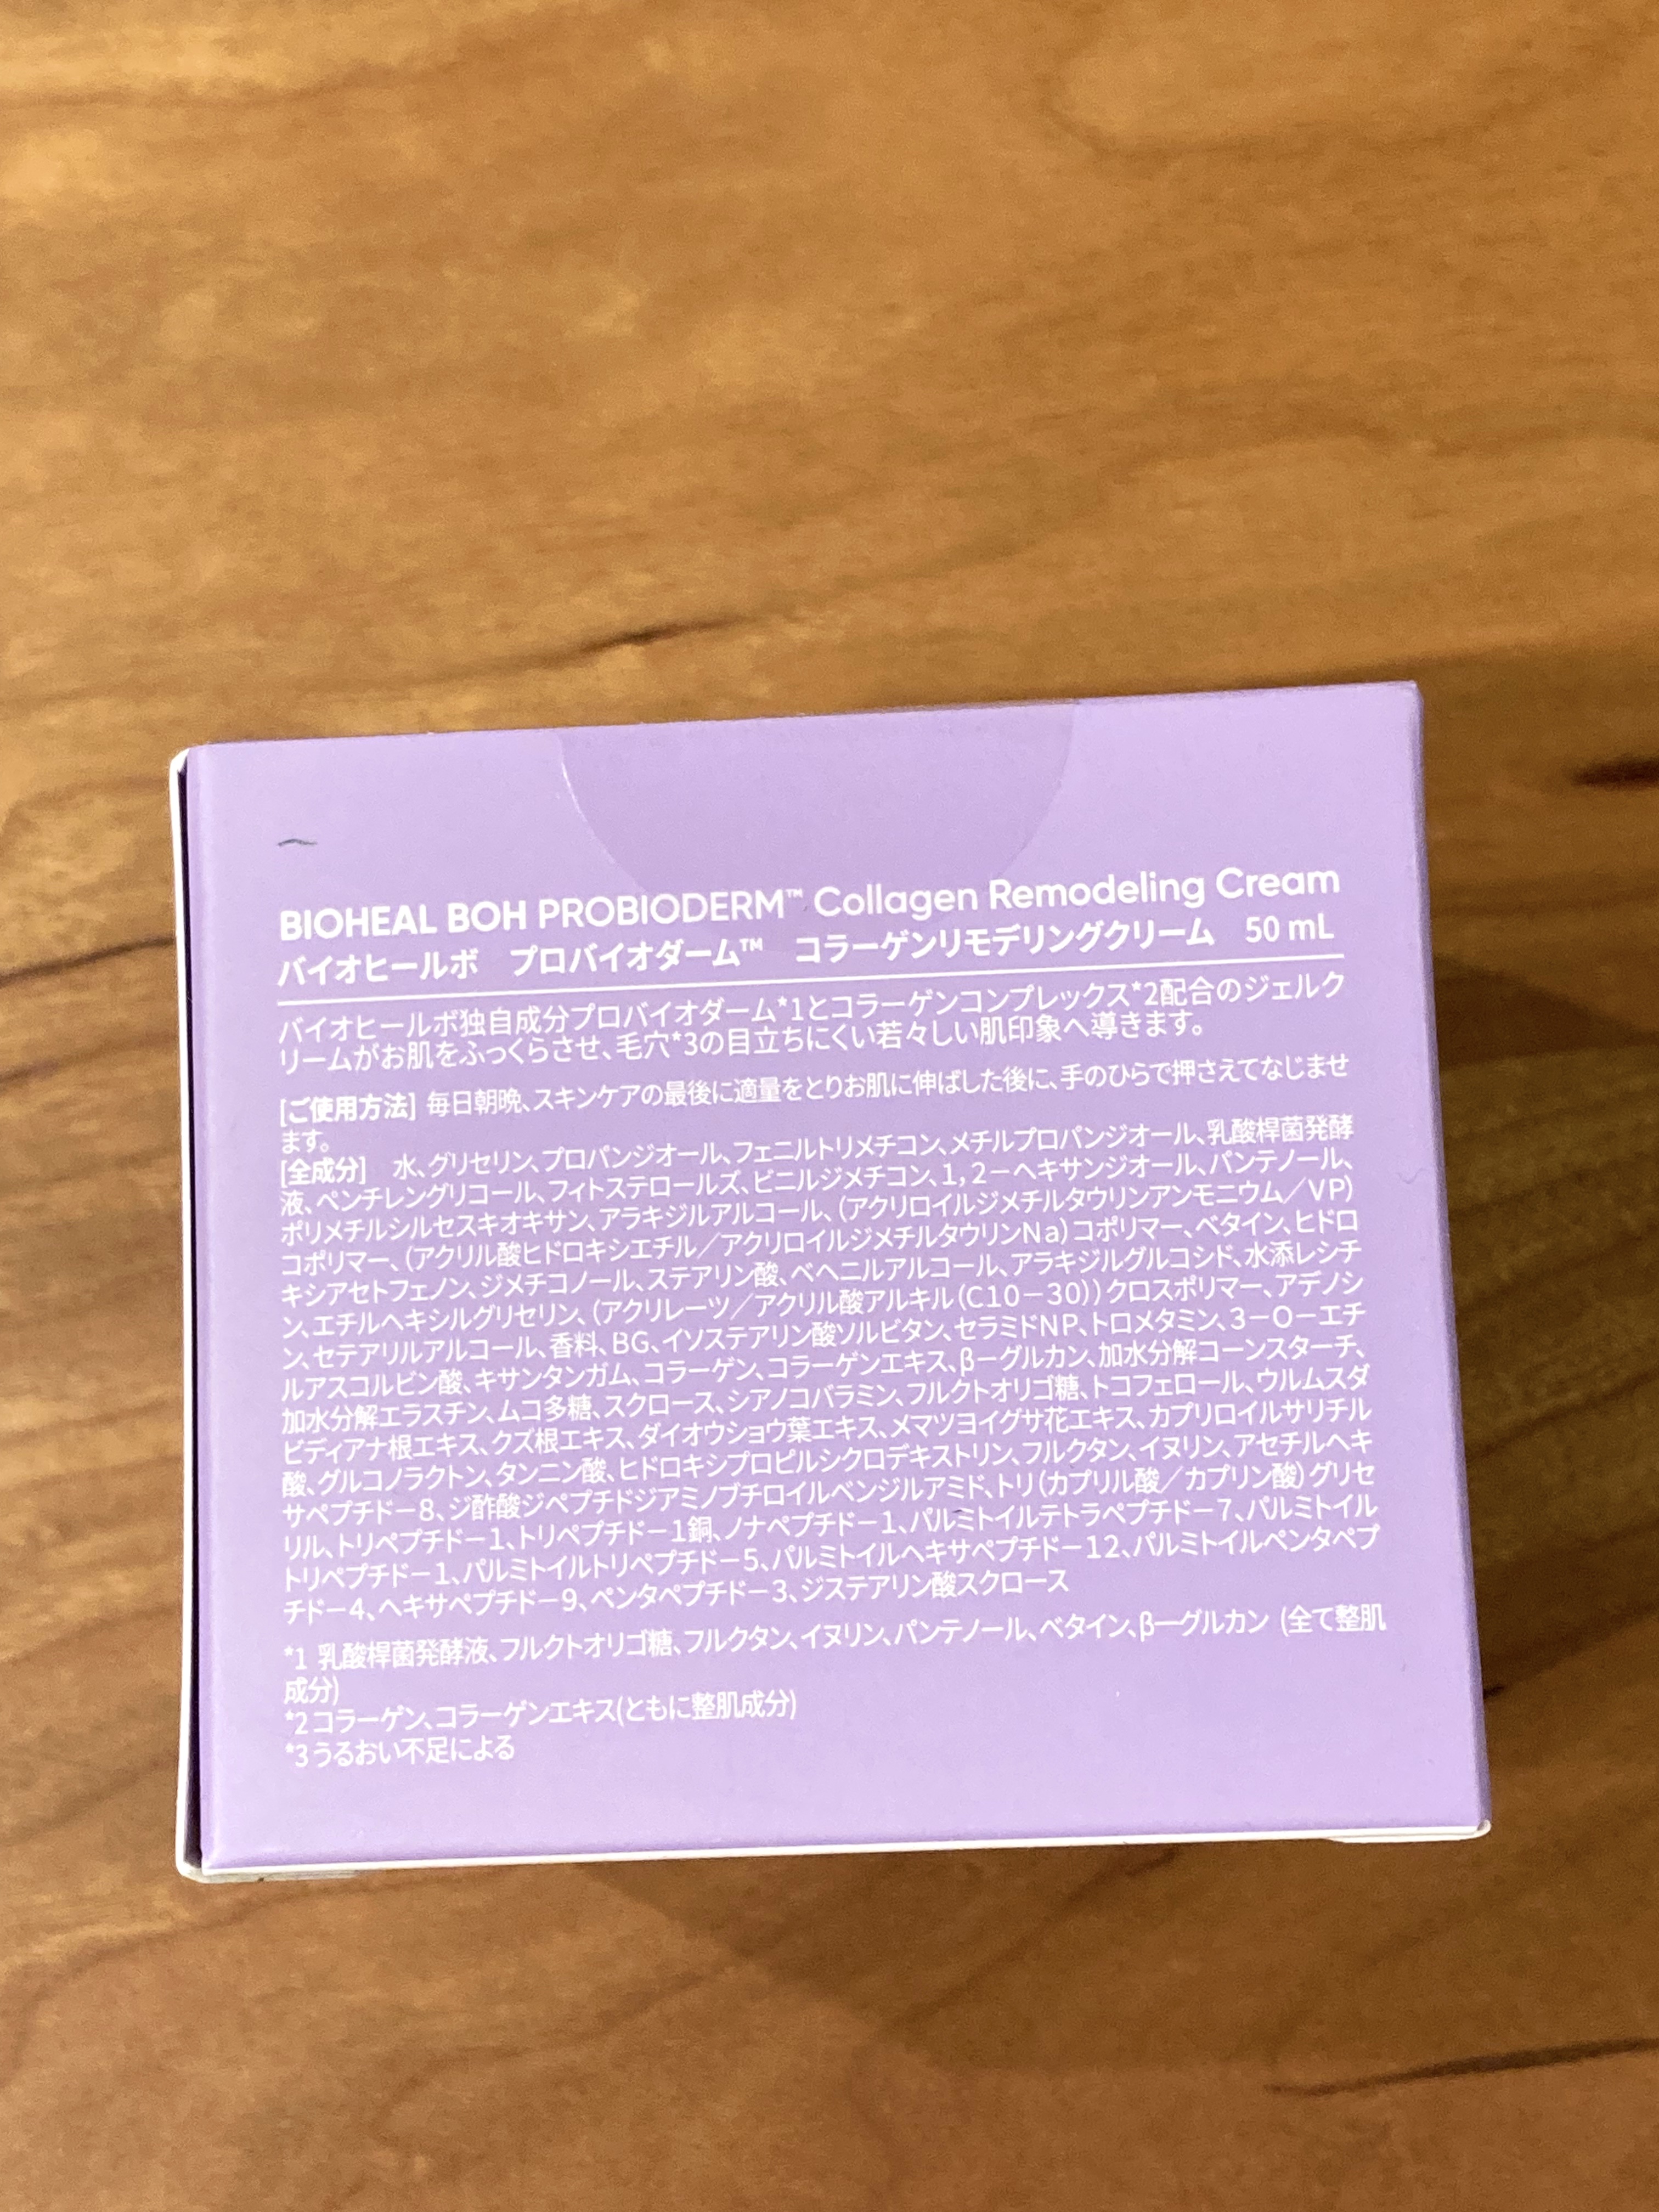 BIOHEAL BOH PROBIODERM™ Collagen Remodeling Cream
バイオヒールボ プロバイオダーム™ コラーゲンリモデリングクリーム 50 mL
バイオヒールボ独自成分プロバイオダーム*1とコラーゲンコンプレックス*2配合のジェルク
リームがお肌をふっくらさせ、毛穴*3の目立ちにくい若々しい肌印象へ導きます。
[ご使用方法] 毎日朝晩、スキンケアの最後に適量をとりお肌に伸ばした後に、手のひらで押さえてなじませ
ます。
[全成分] 水、グリセリン、プロパンジオール、フェニルトリメチコン、メチルプロパンジオール、乳酸桿菌発酵
液、ペンチレングリコール、フィトステロールズ、ビニルジメチコン、1,2－ヘキサンジオール、パンテノール、
ポリメチルシルセスキオキサン、アラキジルアルコール、（アクリロイルジメチルタウリンアンモニウム／VP）
コポリマー、（アクリル酸ヒドロキシエチル／アクリロイルジメチルタウリンNa）コポリマー、ベタイン、ヒドロ
キシアセトフェノン、ジメチコノール、ステアリン酸、ベヘニルアルコール、アラキジルグルコシド、水添レシチ
ン、エチルヘキシルグリセリン、（アクリレーツ／アクリル酸アルキル（C10－30））クロスポリマー、アデノシ
ン、セテアリルアルコール、香料、BG、イソステアリン酸ソルビタン、セラミドNP、トロメタミン、3－O－エチ
ルアスコルビン酸、キサンタンガム、コラーゲン、コラーゲンエキス、β－グルカン、加水分解コーンスターチ、
加水分解エラスチン、ムコ多糖、スクロース、シアノコバラミン、フルクトオリゴ糖、トコフェロール、ウルムスダ
ビディアナ根エキス、クズ根エキス、ダイオウショウ葉エキス、メマツヨイグサ花エキス、カプリロイルサリチル
酸、グルコノラクトン、タンニン酸、ヒドロキシプロピルシクロデキストリン、フルクタン、イヌリン、アセチルヘキ
サペプチド－8、ジ酢酸ジペプチドジアミノブチロイルベンジルアミド、トリ（カプリル酸／カプリン酸）グリセ
リル、トリペプチド－1、トリペプチド－1銅、ノナペプチド－1、パルミトイルテトラペプチド－7、パルミトイル
トリペプチド－1、パルミトイルトリペプチド－5、パルミトイルヘキサペプチド－12、パルミトイルペンタペプ
チド－4、ヘキサペプチド－9、ペンタペプチド－3、ジステアリン酸スクロース
*1 乳酸桿菌発酵液、フルクトオリゴ糖、フルクタン、イヌリン、パンテノール、ベタイン、β―グルカン (全て整肌
成分)
*2コラーゲン、コラーゲンエキス(ともに整肌成分)
*3うるおい不足による